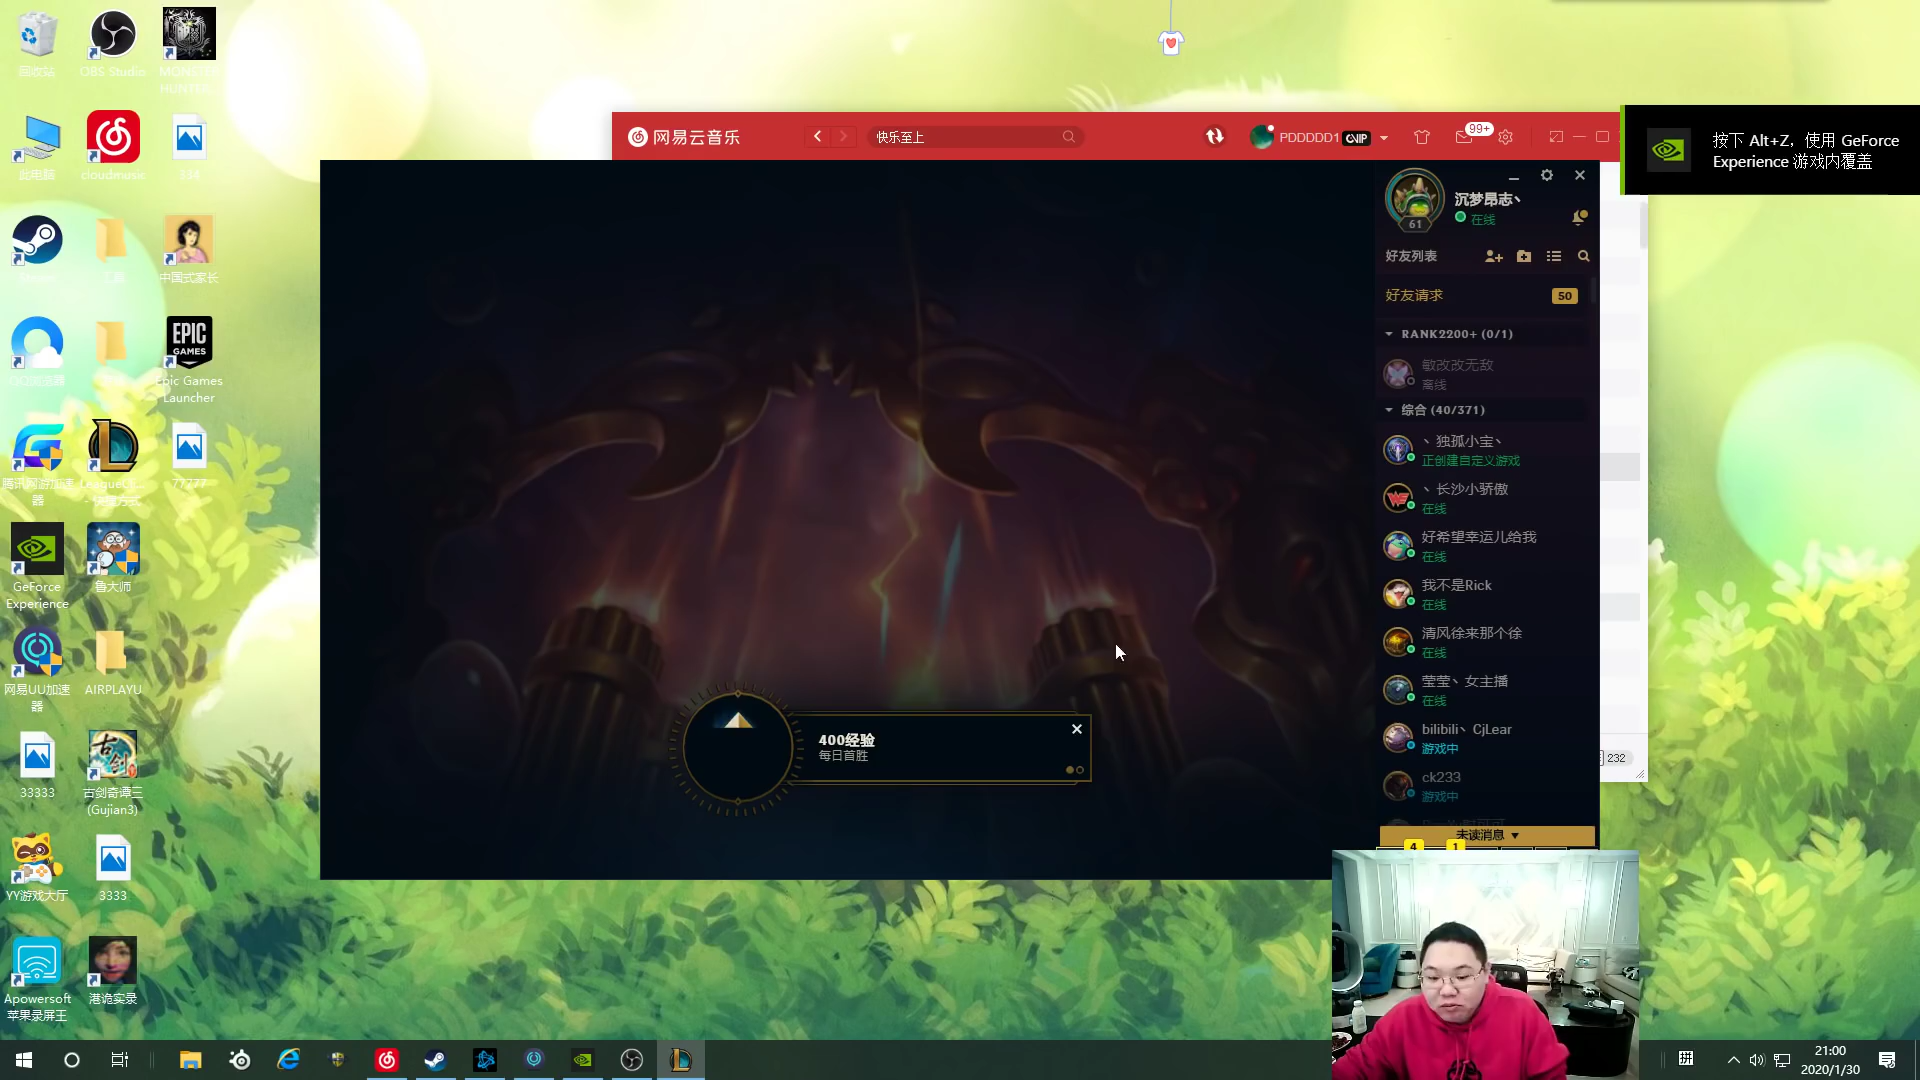 回收站
OBS Studio
此电脑
cloudmusic
334
Steam
工具
中国式家长
Epic Games
Launcher
EPIC
GAMES
腾讯网游加速
器
77777
GeForce
Experience
鲁大师
网易UU加速
器
AIRPLAYU
33333
古剑奇谭三
(Gujian3)
YY游戏大厅
3333
Apowersoft
苹果录屏王
港诡实录
网易云音乐
快乐至上
PDDDDD1
99+
按下 Alt+Z，使用 GeForce
Experience 游戏内覆盖
沉梦昂志丶
61
在线
好友列表
好友请求
50
RANK2200+ (0/1)
敏改改无敌
离线
综合 (40/371)
丶独孤小宝丶
正创建自定义游戏
丶长沙小骄傲
在线
好希望幸运儿给我
在线
我不是Rick
在线
清风徐来那个徐
在线
莹莹丶女主播
在线
bilibili丶CjLear
游戏中
ck233
游戏中
未读消息
4
1
400经验
每日首胜
232
拼
21:00
2020/1/30